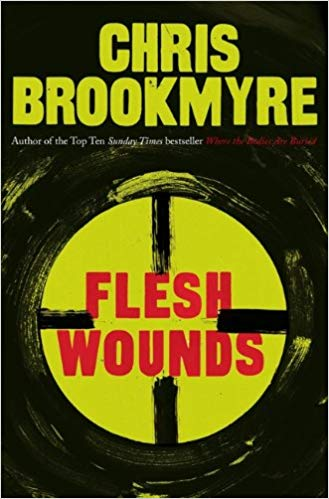 CHRIS
BROOKMYRE
Author of the Top Ten Sunday Times bestseller Where the Bodies Are Buried
FLESH
WOUNDS